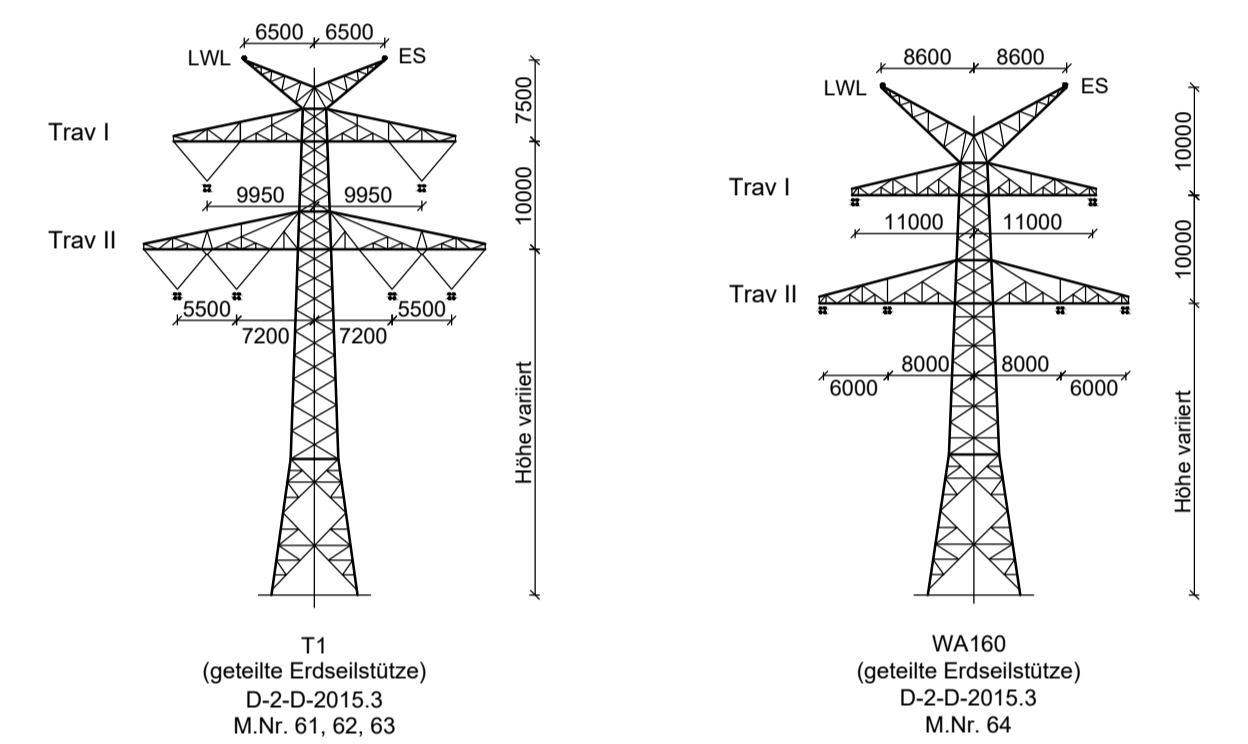 6500 6500
LWL ES
7500
Trav I
9950 9950
10000
Trav II
5500 5500
7200 7200
Höhe variiert
T1
(geteilte Erdseilstütze)
D-2-D-2015.3
M.Nr. 61, 62, 63
8600 8600
LWL ES
10000
Trav I
11000 11000
10000
Trav II
8000 8000
6000 6000
Höhe variiert
WA160
(geteilte Erdseilstütze)
D-2-D-2015.3
M.Nr. 64